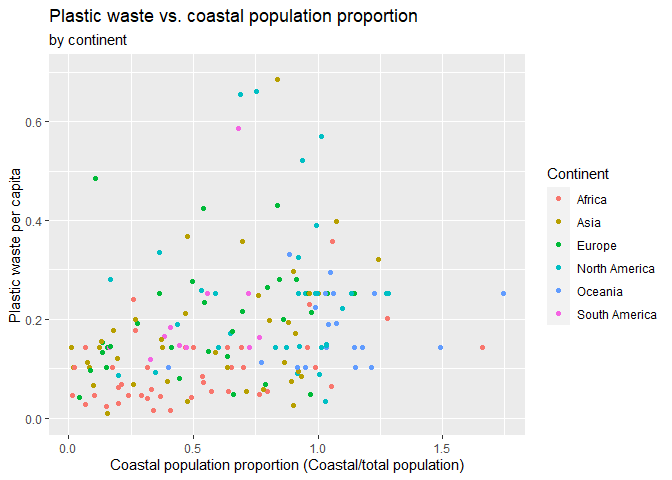 Plastic waste vs. coastal population proportion
by continent
Plastic waste per capita
0.6
0.4
0.2
0.0
0.0 0.5 1.0 1.5
Coastal population proportion (Coastal/total population)
Continent
Africa
Asia
Europe
North America
Oceania
South America